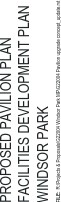 PROPOSED PAVILION PLAN
FACILITIES DEVELOPMENT PLAN
WINDSOR PARK